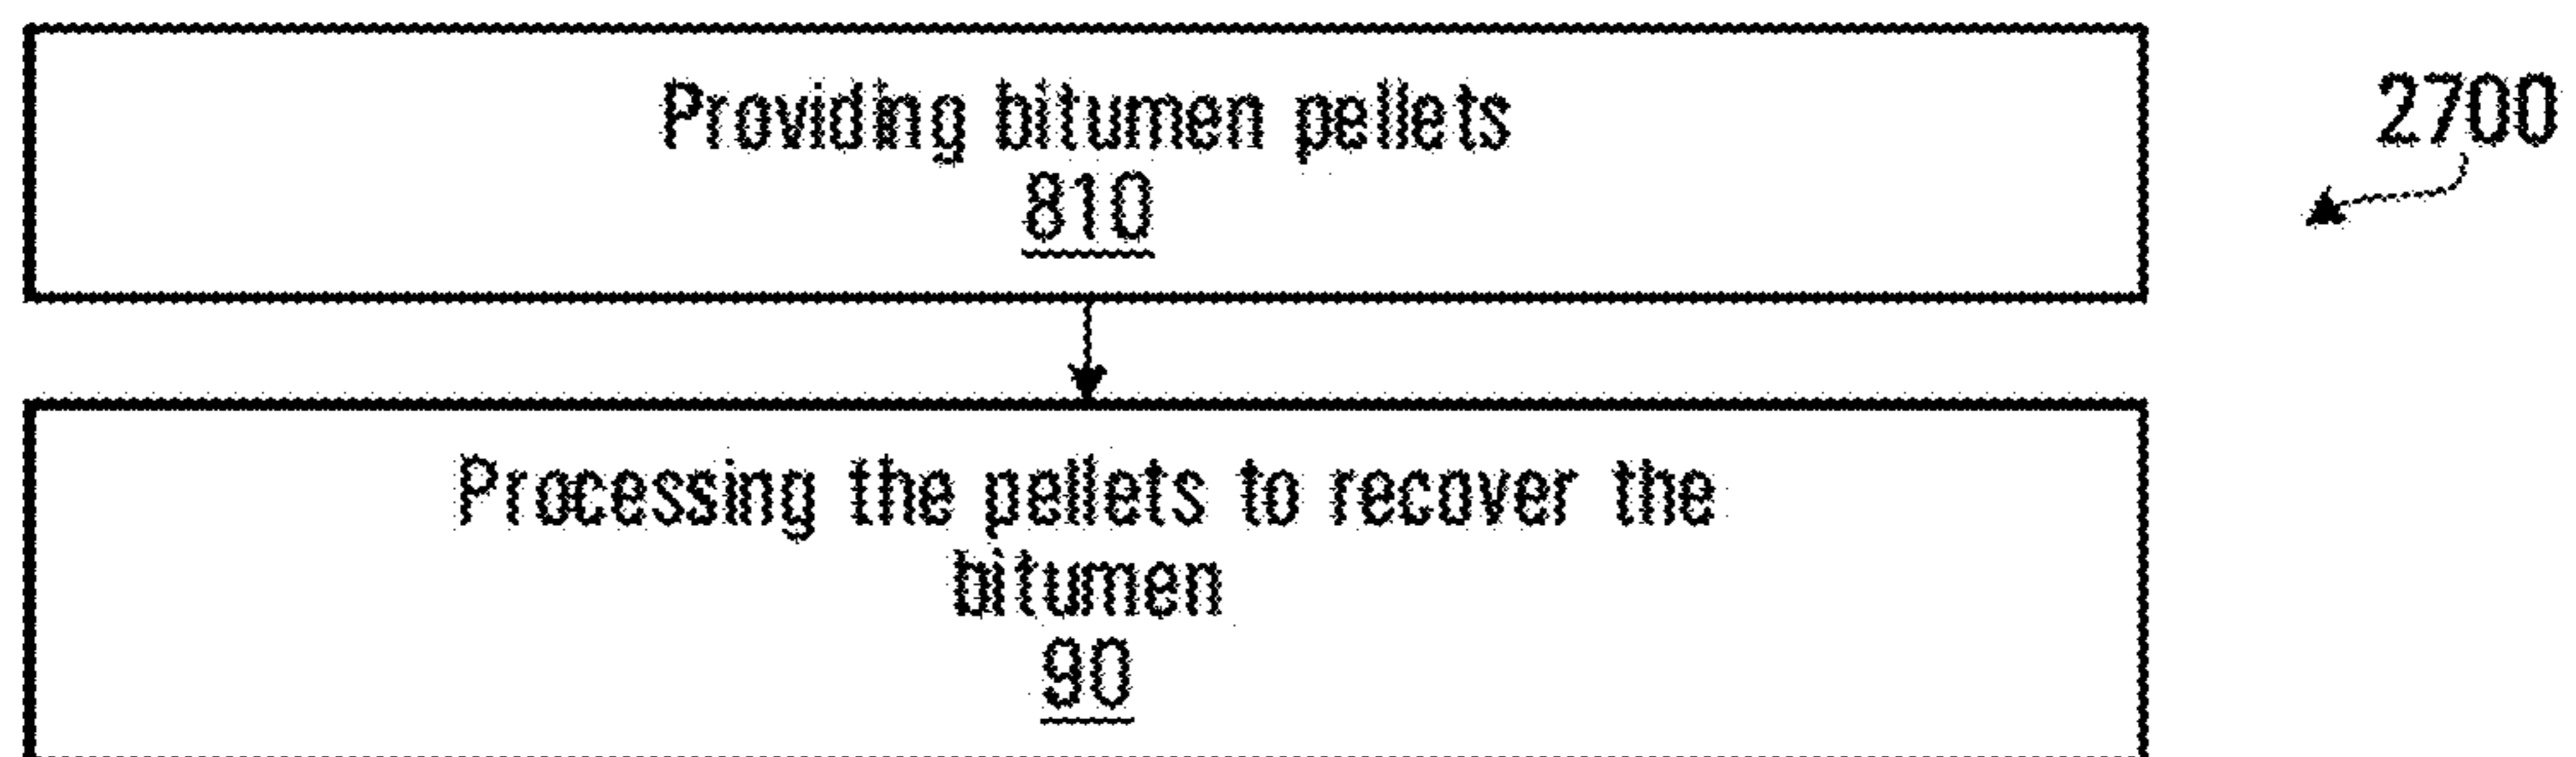 Providing bitumen pellets
810
2700
Processing the pellets to recover the
bitumen
90